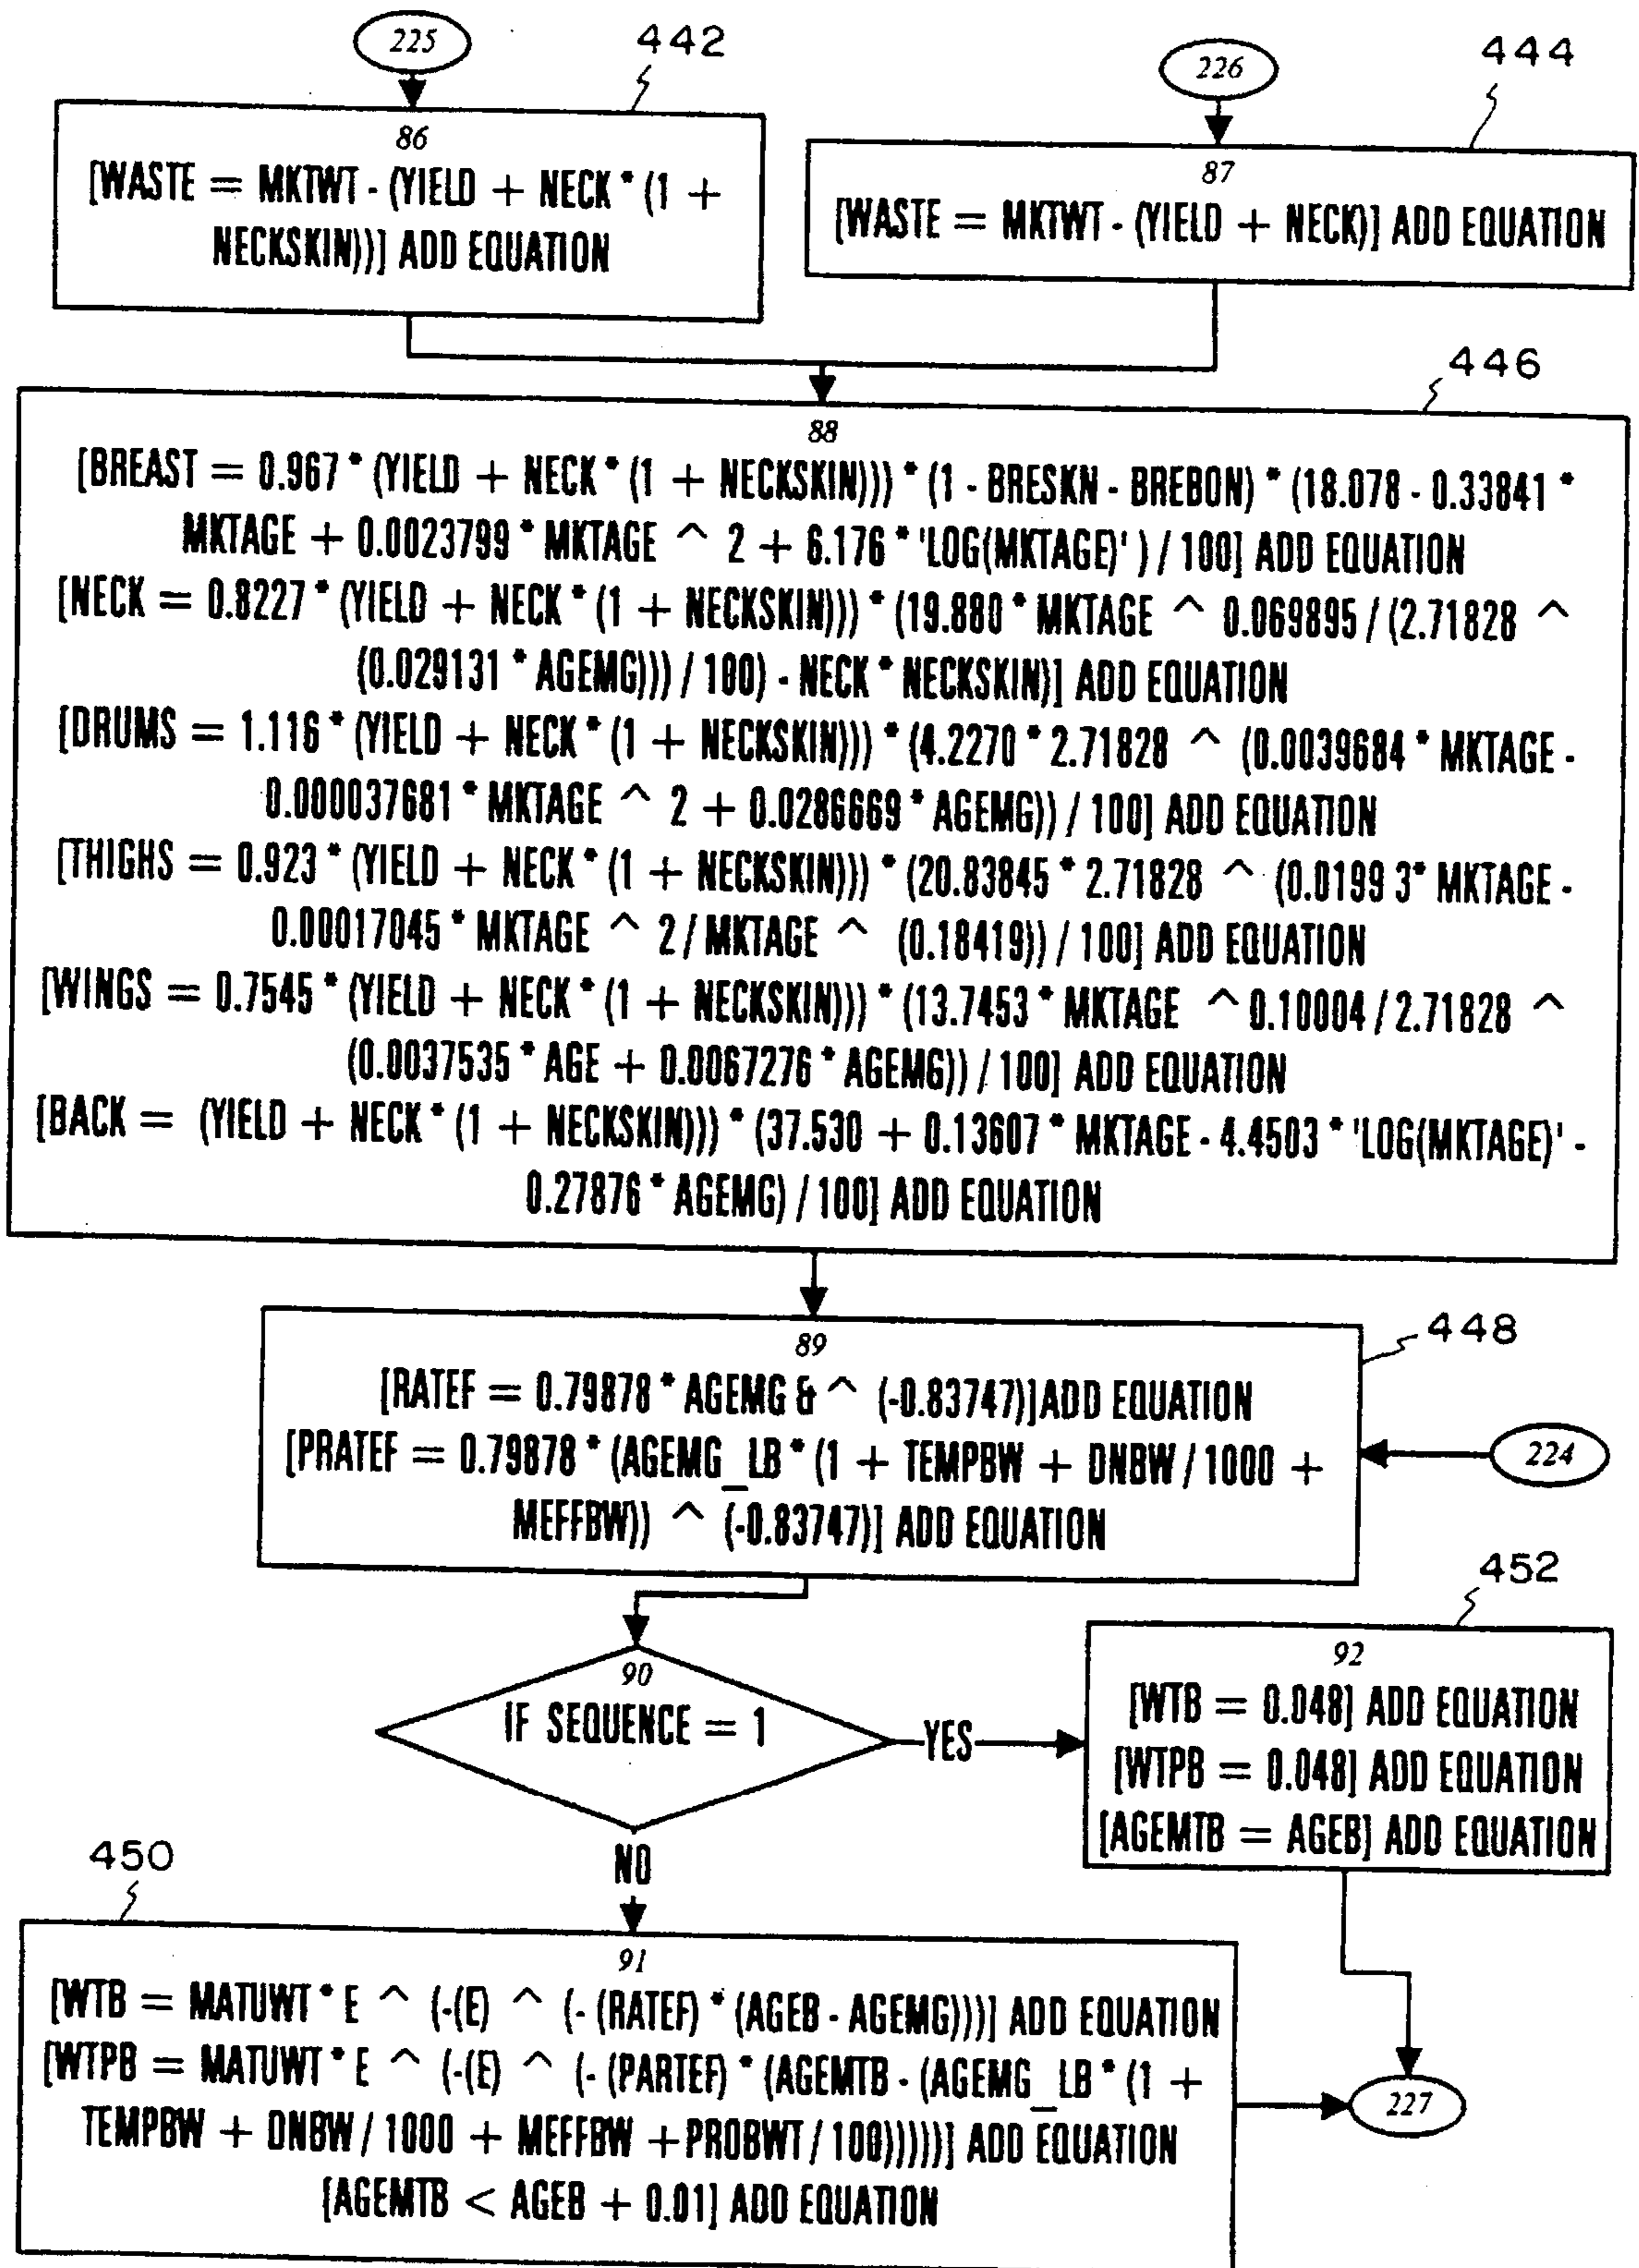 225
442
226
444
86
[WASTE = MKTWT - (YIELD + NECK * (1 +
NECKSKIN))] ADD EQUATION
87
[WASTE = MKTWT - (YIELD + NECK)] ADD EQUATION
446
88
[BREAST = 0.967 * (YIELD + NECK * (1 + NECKSKIN))) * (1 - BRESKN - BREBON) * (18.078 - 0.33841 *
MKTAGE + 0.0023799 * MKTAGE ^ 2 + 6.176 * 'LOG(MKTAGE)' ) / 100] ADD EQUATION
[NECK = 0.8227 * (YIELD + NECK * (1 + NECKSKIN))) * (19.880 * MKTAGE ^ 0.069895 / (2.71828 ^
(0.029131 * AGEMG))) / 100) - NECK * NECKSKIN)] ADD EQUATION
[DRUMS = 1.116 * (YIELD + NECK * (1 + NECKSKIN))) * (4.2270 * 2.71828 ^ (0.0039684 * MKTAGE -
0.000037681 * MKTAGE ^ 2 + 0.0286669 * AGEMG)) / 100] ADD EQUATION
[THIGHS = 0.923 * (YIELD + NECK * (1 + NECKSKIN))) * (20.83845 * 2.71828 ^ (0.0199 3* MKTAGE -
0.00017045 * MKTAGE ^ 2 / MKTAGE ^ (0.18419)) / 100] ADD EQUATION
[WINGS = 0.7545 * (YIELD + NECK * (1 + NECKSKIN))) * (13.7453 * MKTAGE ^ 0.10004 / 2.71828 ^
(0.0037535 * AGE + 0.0067276 * AGEMG)) / 100] ADD EQUATION
[BACK = (YIELD + NECK * (1 + NECKSKIN))) * (37.530 + 0.13607 * MKTAGE - 4.4503 * 'LOG(MKTAGE)' -
0.27876 * AGEMG) / 100] ADD EQUATION
448
89
[RATEF = 0.79878 * AGEMG & ^ (-0.83747)]ADD EQUATION
[PRATEF = 0.79878 * (AGEMG_LB * (1 + TEMPBW + DNBW / 1000 +
MEFFBW)) ^ (-0.83747)] ADD EQUATION
224
452
90
IF SEQUENCE = 1
YES
92
[WTB = 0.048] ADD EQUATION
[WTPB = 0.048] ADD EQUATION
[AGEMTB = AGEB] ADD EQUATION
NO
450
91
[WTB = MATUWT * E ^ (-(E) ^ (- (RATEF) * (AGEB - AGEMG)))] ADD EQUATION
[WTPB = MATUWT * E ^ (-(E) ^ (- (PARTEF) * (AGEMTB - (AGEMG_LB * (1 +
TEMPBW + DNBW / 1000 + MEFFBW +PROBWT / 100)))))] ADD EQUATION
[AGEMTB < AGEB + 0.01] ADD EQUATION
227